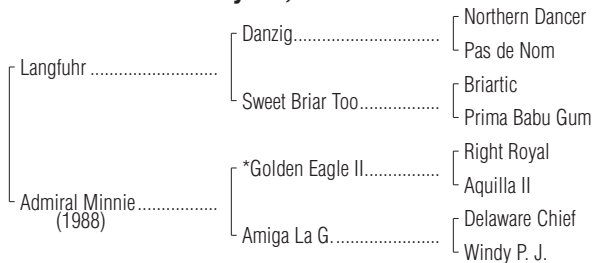 Northern Dancer
Danzig..............................
Pas de Nom
Langfuhr ..........................
Briartic
Sweet Briar Too.................
Prima Babu Gum
Right Royal
*Golden Eagle II................
Aquilla II
Admiral Minnie................
(1988)
Delaware Chief
Amiga La G......................
Windy P. J.